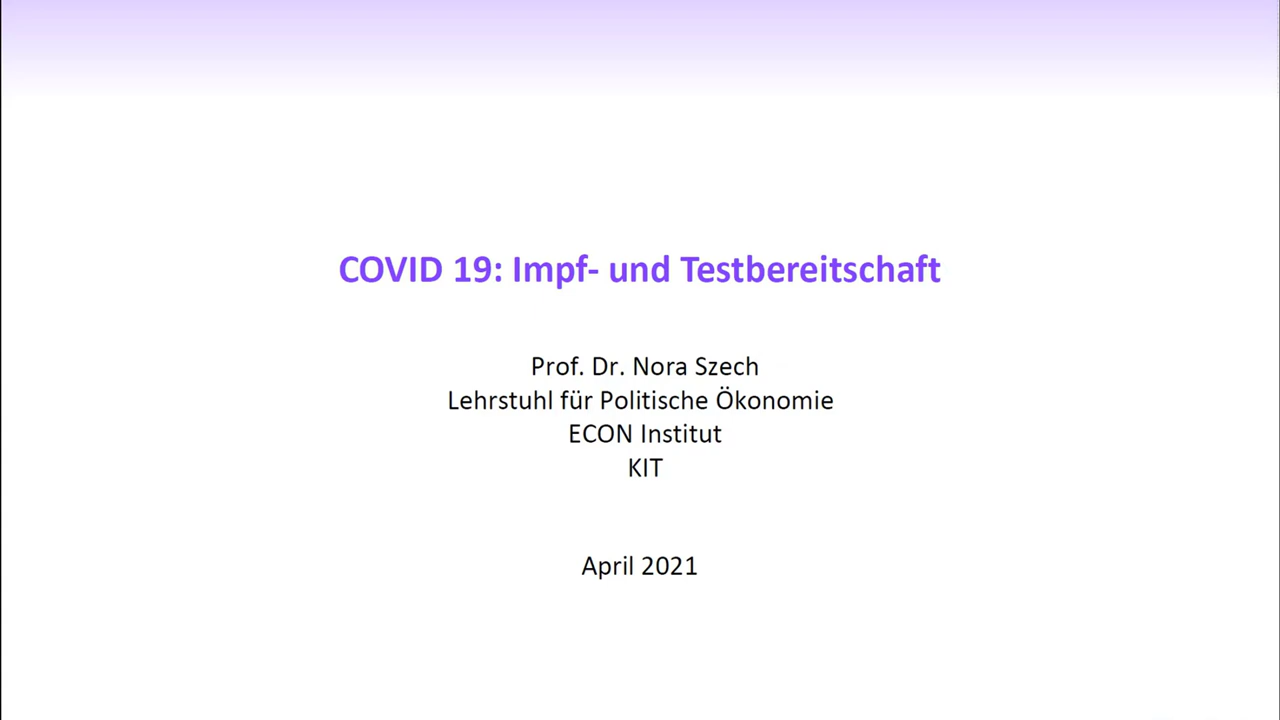 COVID 19: Impf- und Testbereitschaft
Prof. Dr. Nora Szech
Lehrstuhl für Politische Ökonomie
ECON Institut
KIT
April 2021